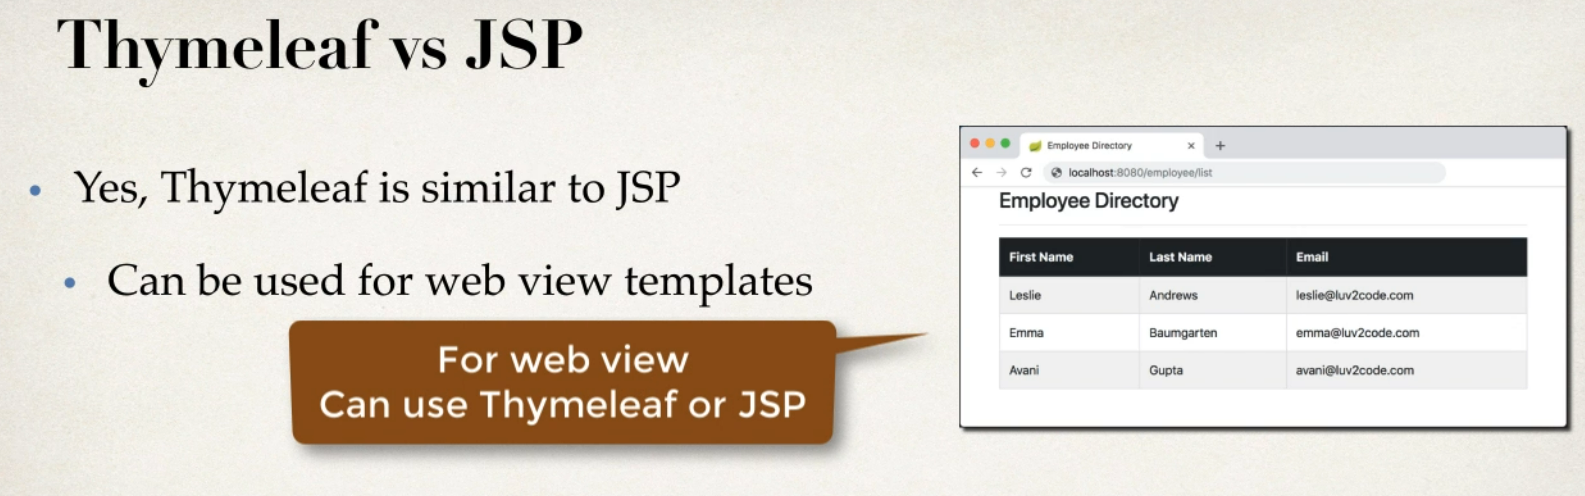 Thymeleaf vs JSP
• Yes, Thymeleaf is similar to JSP
• Can be used for web view templates
For web view
Can use Thymeleaf or JSP
Employee Directory
localhost:8080/employee/list
Employee Directory
First Name Last Name Email
Leslie Andrews leslie@luv2code.com
Emma Baumgarten emma@luv2code.com
Avani Gupta avani@luv2code.com